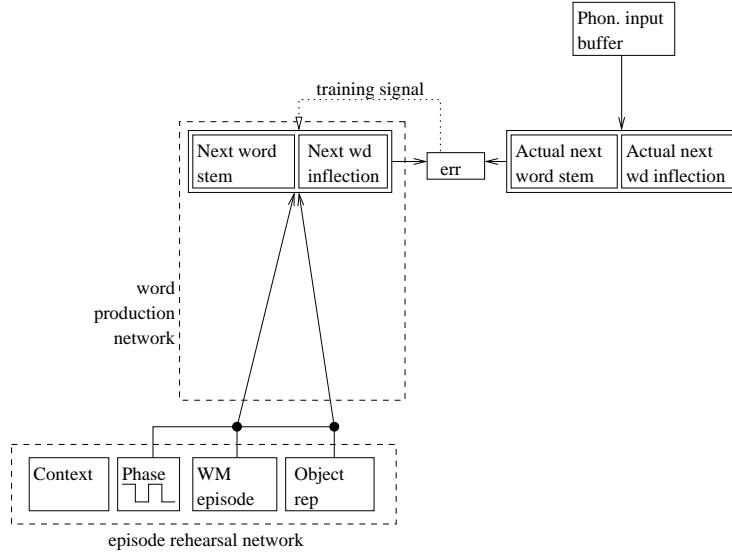 Phon. input
buffer
training signal
Next word
stem
Next wd
inflection
err
Actual next
word stem
Actual next
wd inflection
word
production
network
Context
Phase
WM
episode
Object
rep
episode rehearsal network